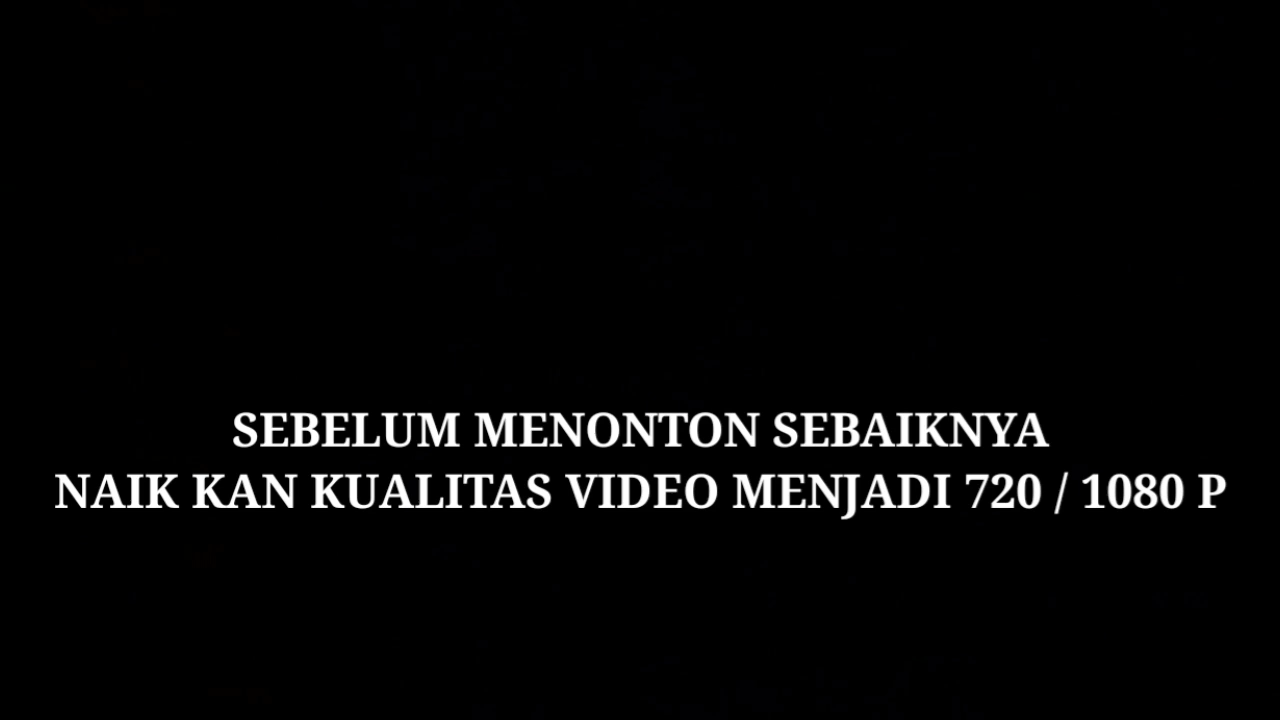 SEBELUM MENONTON SEBAIKNYA
NAIK KAN KUALITAS VIDEO MENJADI 720 / 1080 P